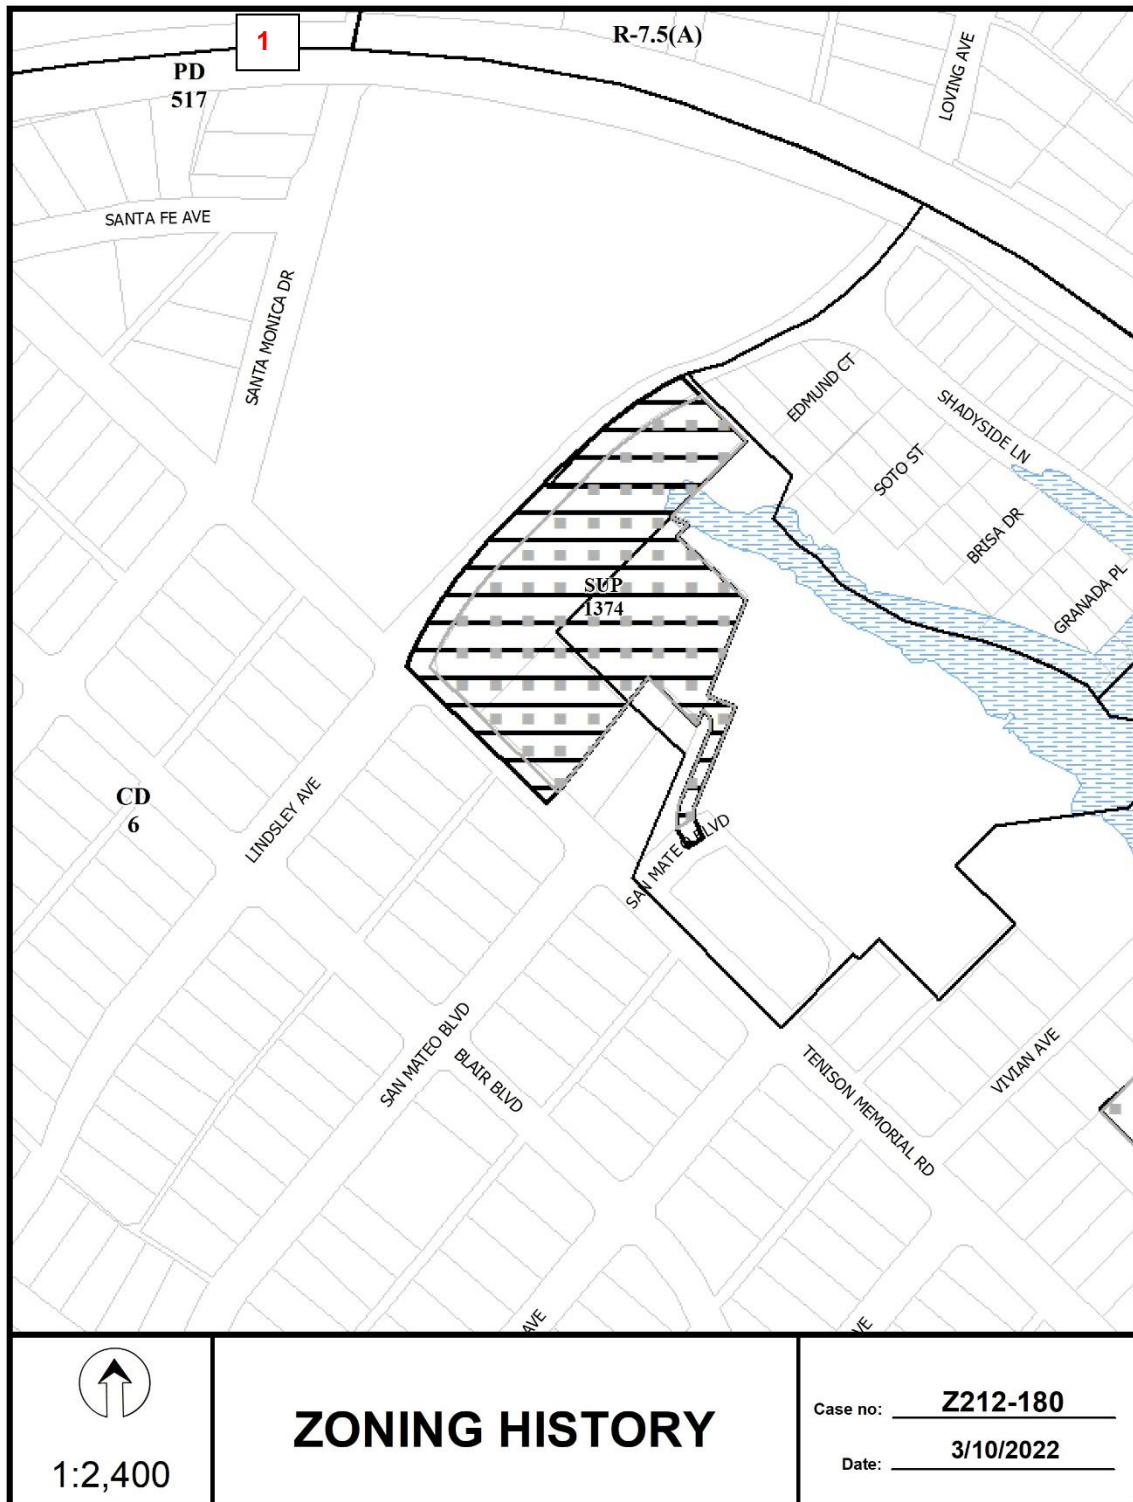 1
R-7.5(A)
PD
517
LOVING AVE
SANTA FE AVE
SANTA MONICA DR
EDMUND CT
SHADYSIDE LN
SOTO ST
BRISA DR
GRANADA PL
SUP
1374
CD
6
LINDSLEY AVE
SAN MATEO BLVD
SAN MATEO BLVD
BLAIR BLVD
TENISON MEMORIAL RD
VIVIAN AVE
AVE
VE
1:2,400
ZONING HISTORY
Case no: Z212-180
Date: 3/10/2022